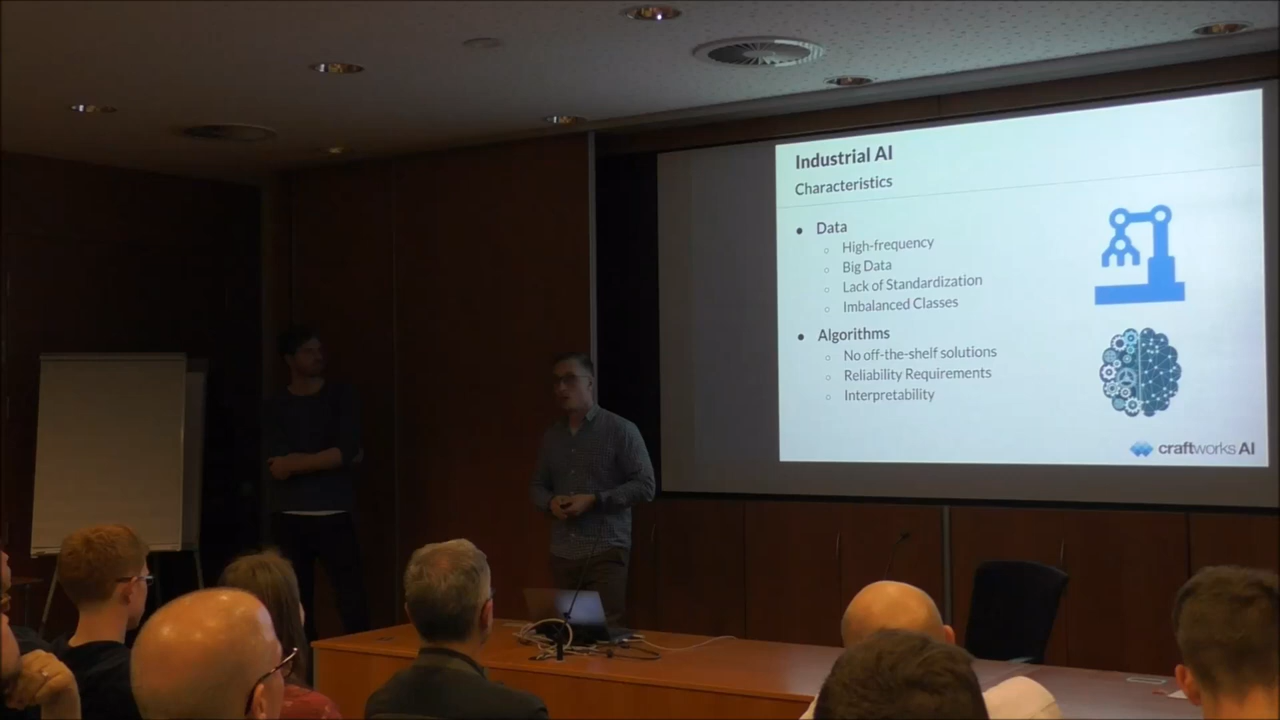 Industrial AI
Characteristics
● Data
○ High-frequency
○ Big Data
○ Lack of Standardization
○ Imbalanced Classes
● Algorithms
○ No off-the-shelf solutions
○ Reliability Requirements
○ Interpretability
craftworks AI